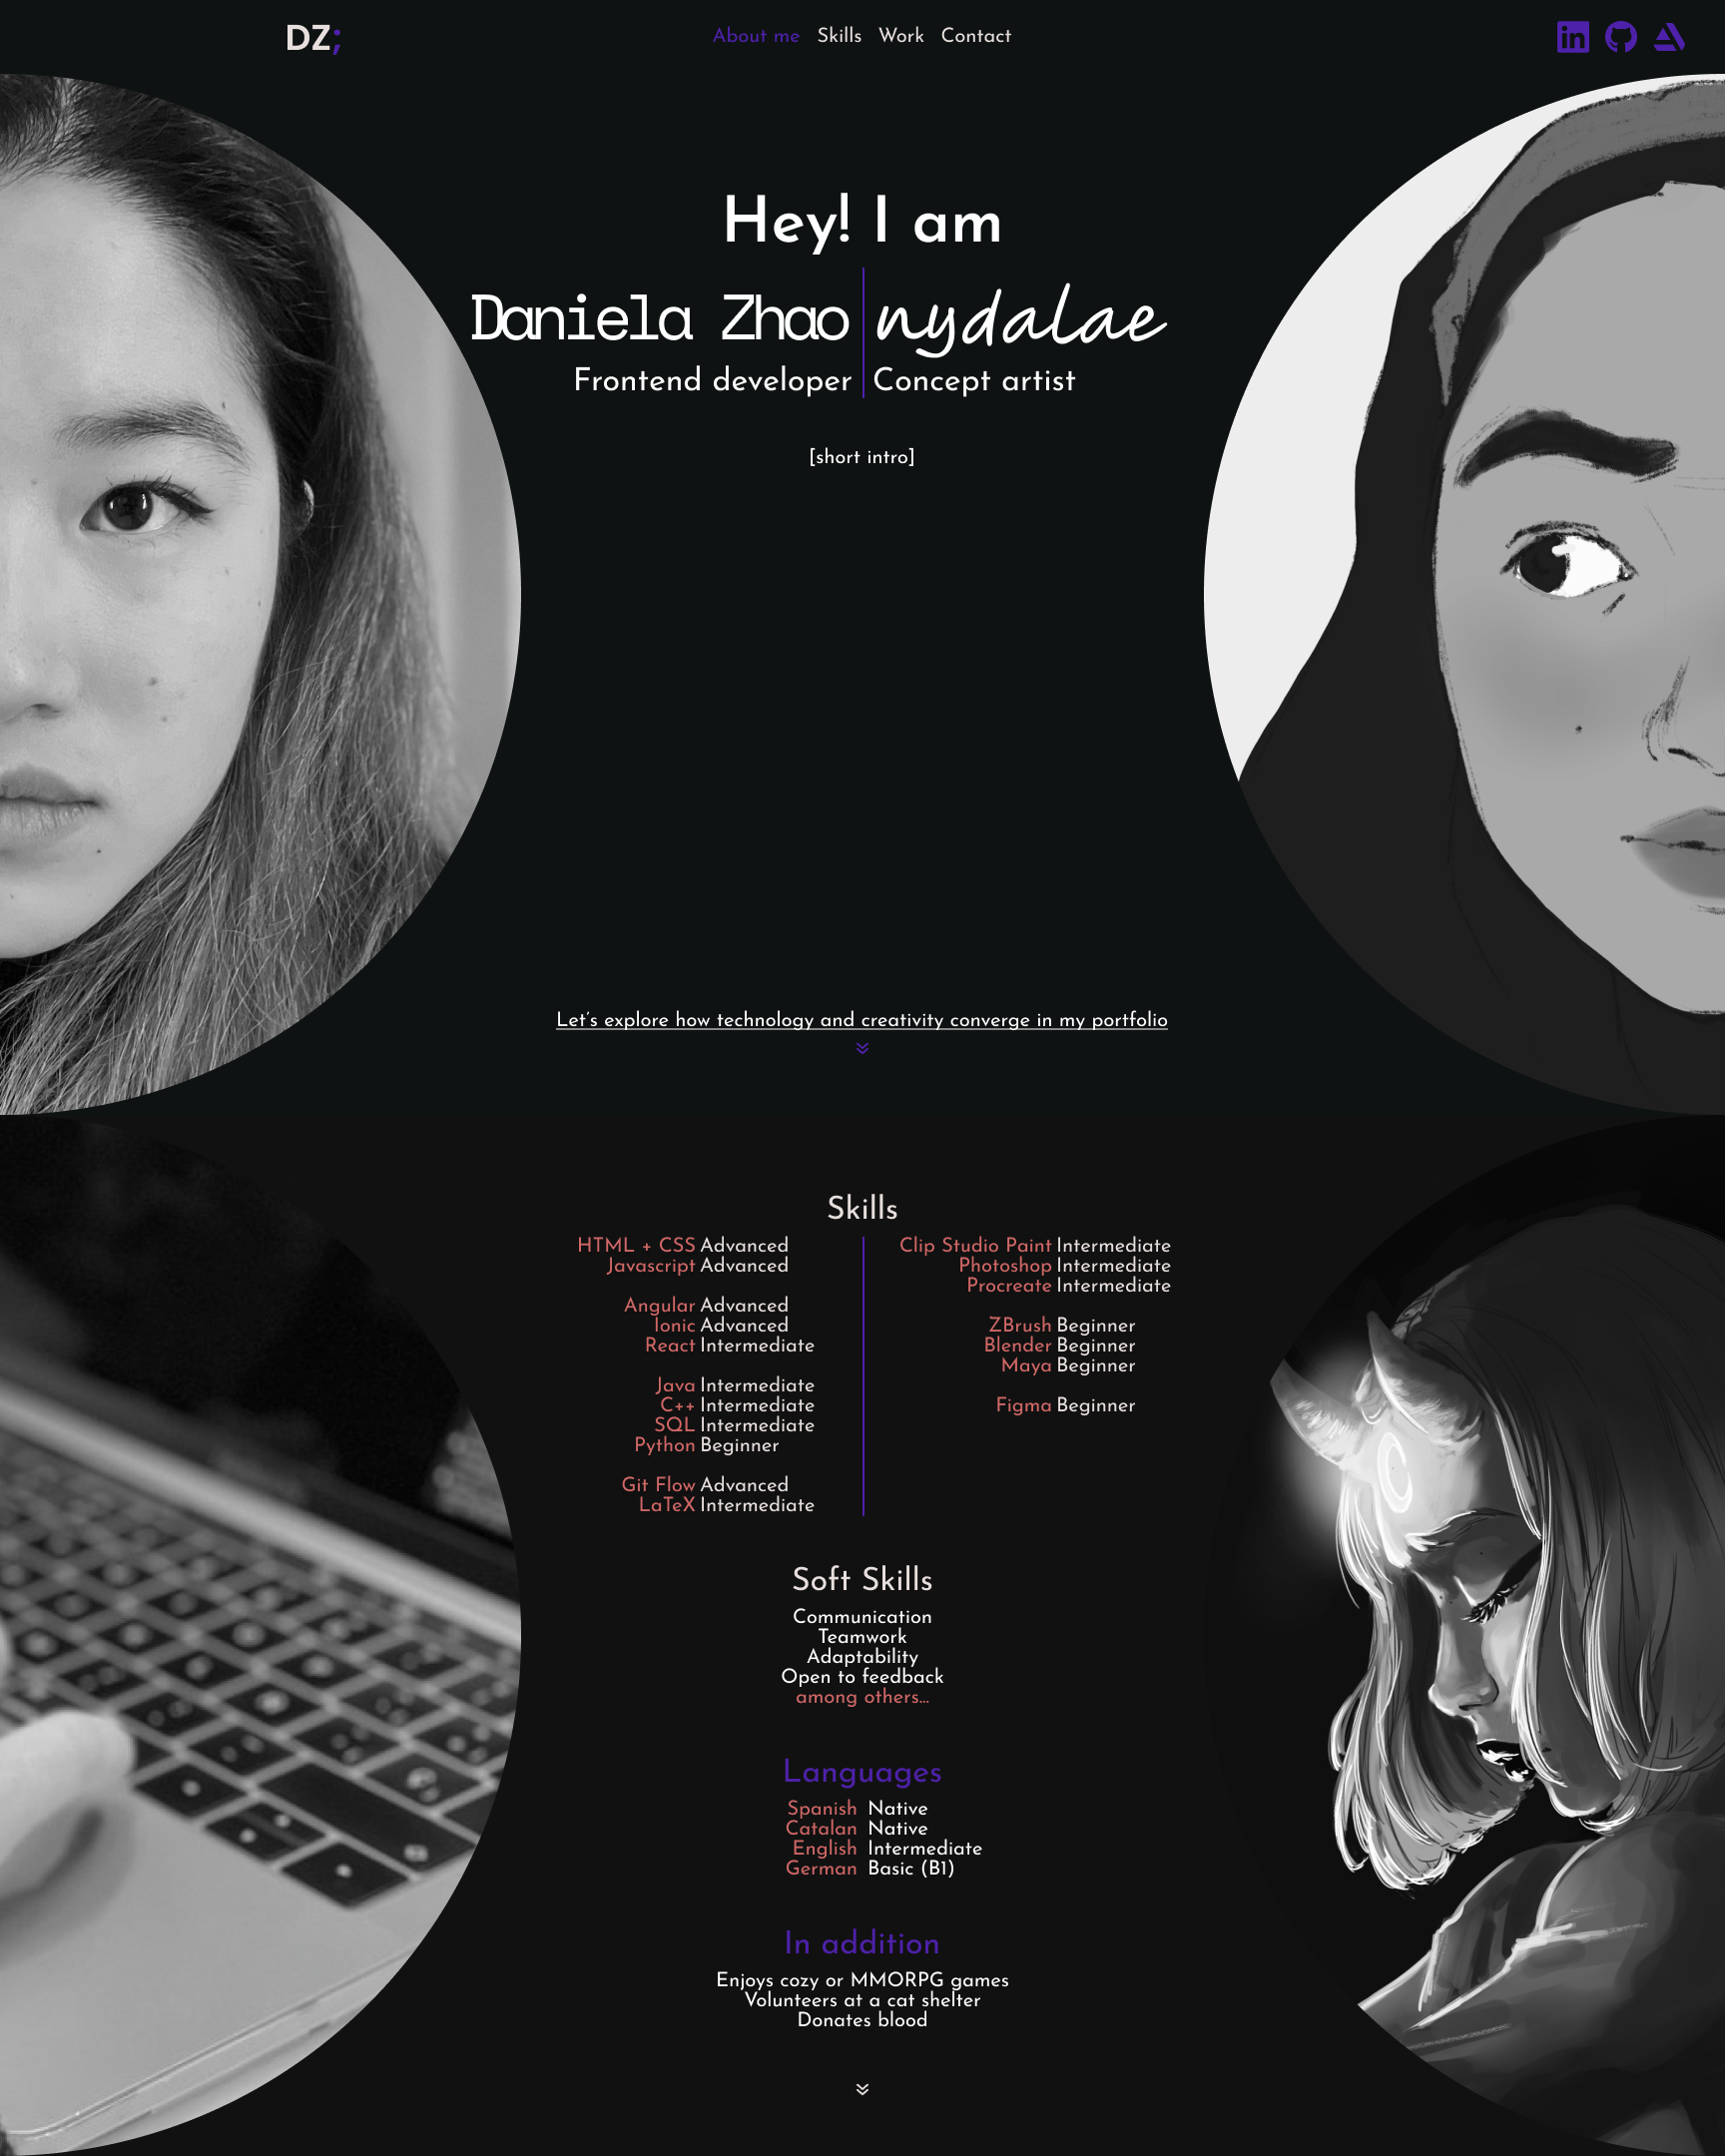 DZ;
About me Skills Work Contact
Hey! I am
Daniela Zhao nydalae
Frontend developer Concept artist
[short intro]
Let's explore how technology and creativity converge in my portfolio
Skills
HTML + CSS Advanced
Javascript Advanced
Angular Advanced
Ionic Advanced
React Intermediate
Java Intermediate
C++ Intermediate
SQL Intermediate
Python Beginner
Git Flow Advanced
LaTeX Intermediate
Clip Studio Paint Intermediate
Photoshop Intermediate
Procreate Intermediate
ZBrush Beginner
Blender Beginner
Maya Beginner
Figma Beginner
Soft Skills
Communication
Teamwork
Adaptability
Open to feedback
among others...
Languages
Spanish Native
Catalan Native
English Intermediate
German Basic (B1)
In addition
Enjoys cozy or MMORPG games
Volunteers at a cat shelter
Donates blood